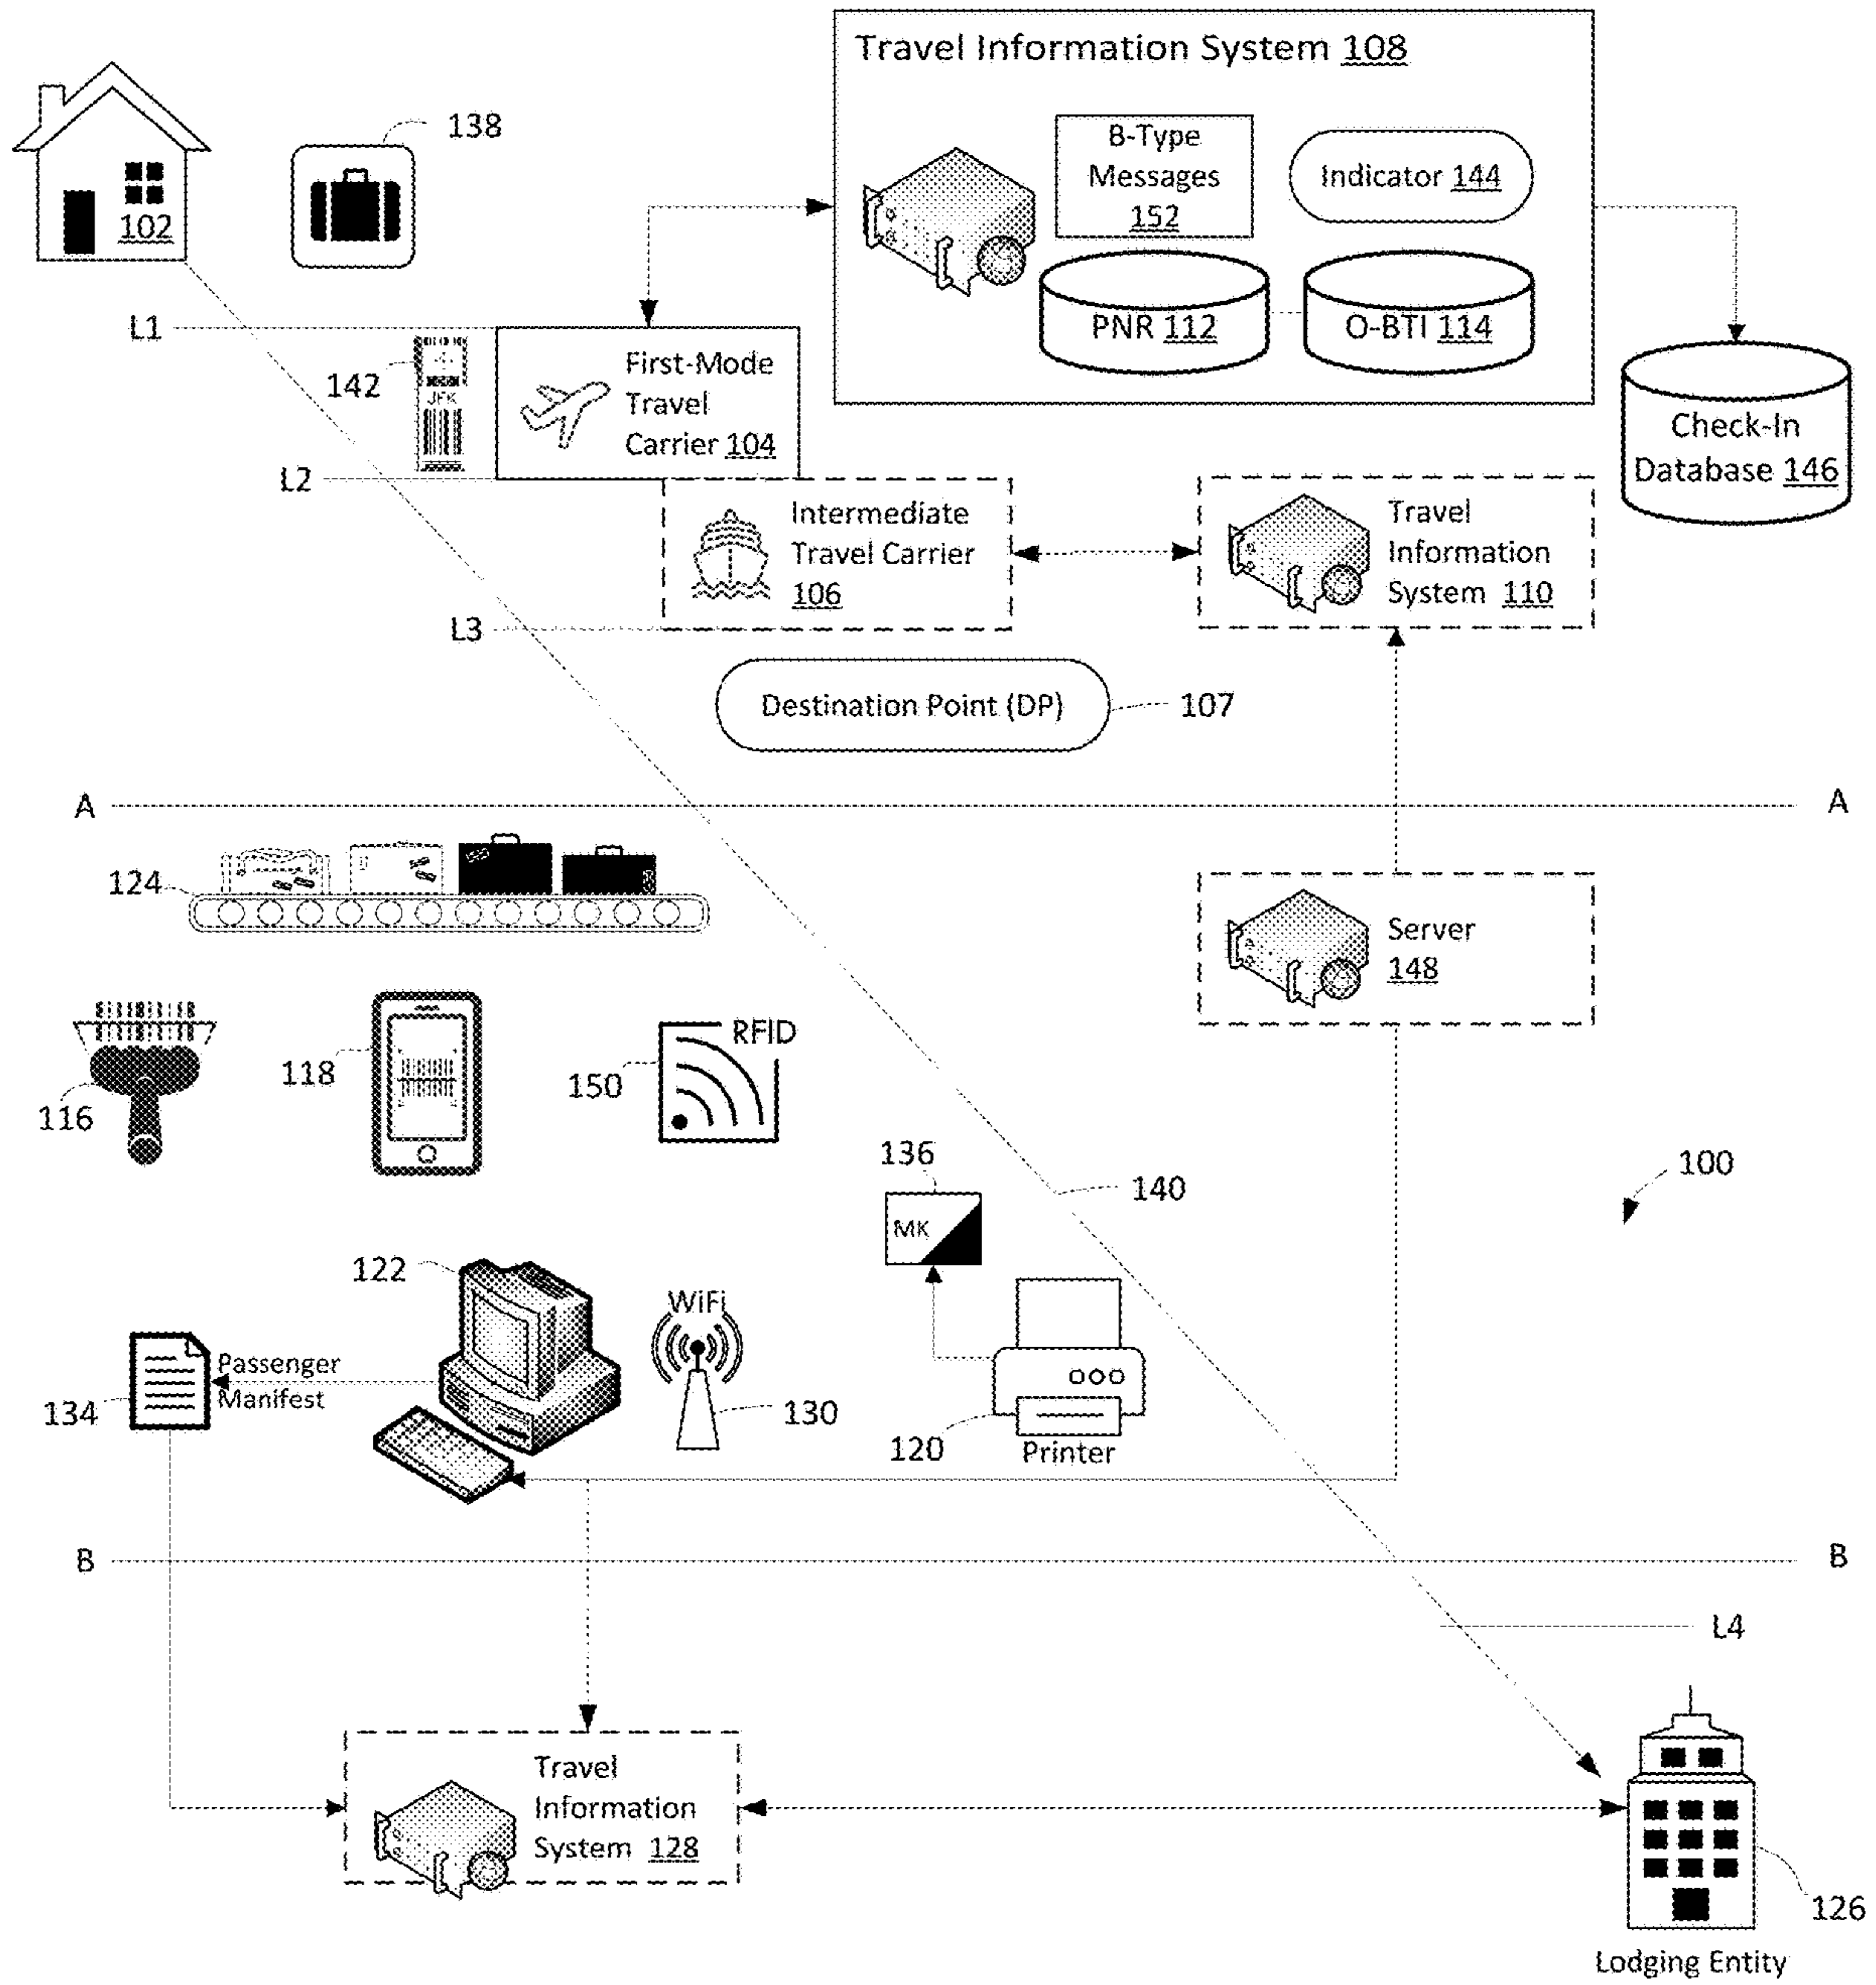 Travel Information System 108
138
B-Type
Messages
152
Indicator 144
102
PNR 112
O-BTI 114
L1
142
JFK
First-Mode
Travel
Carrier 104
Check-In
Database 146
L2
Intermediate
Travel Carrier
106
Travel
Information
System 110
L3
Destination Point (DP)
107
A
A
124
Server
148
RFID
116
118
150
136
MK
140
100
122
WiFi
Passenger
Manifest
134
130
120
Printer
B
B
L4
Travel
Information
System 128
126
Lodging Entity